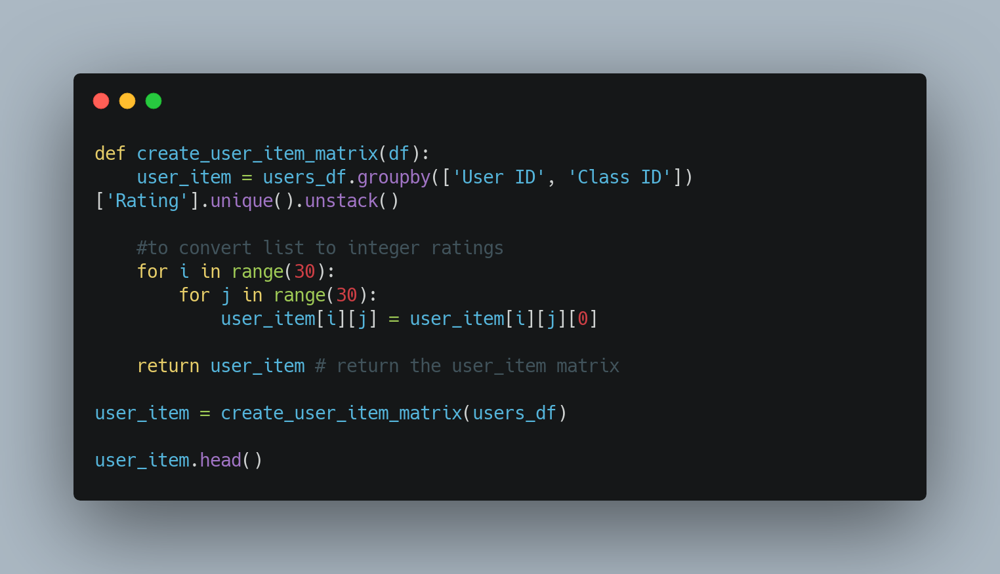 def create_user_item_matrix(df):
    user_item = users_df.groupby(['User ID', 'Class ID'])
['Rating'].unique().unstack()

    #to convert list to integer ratings
    for i in range(30):
        for j in range(30):
            user_item[i][j] = user_item[i][j][0]

    return user_item # return the user_item matrix

user_item = create_user_item_matrix(users_df)

user_item.head()